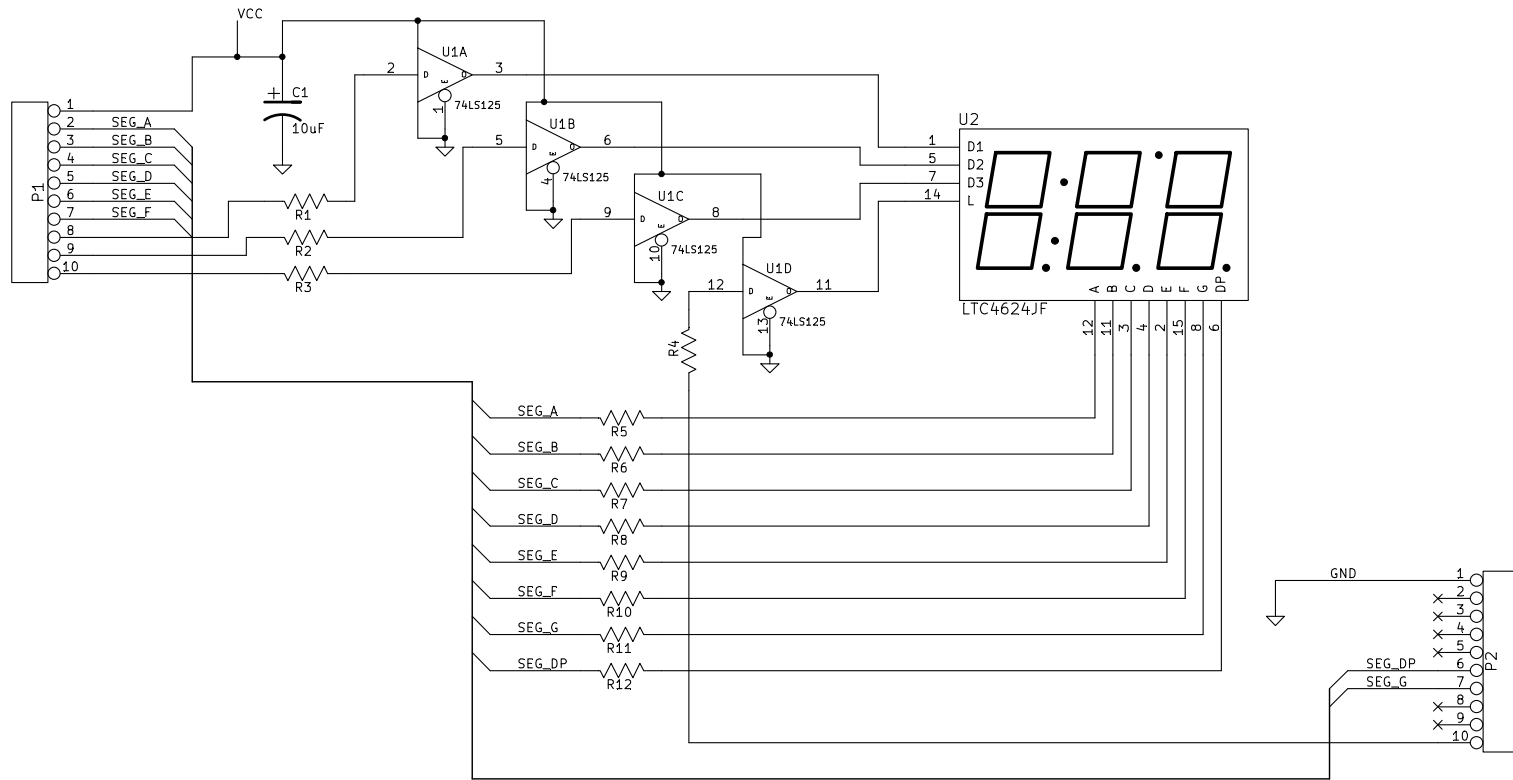 VCC
U1A
2
3
D
E
O
1
74LS125
C1
10uF
P1
1
2
3
4
5
6
7
8
9
10
SEG_A
SEG_B
SEG_C
SEG_D
SEG_E
SEG_F
R1
R2
R3
U1B
5
6
D
E
O
4
74LS125
U1C
9
8
D
E
O
10
74LS125
U1D
12
11
D
E
O
13
74LS125
R4
U2
1 D1
5 D2
7 D3
14 L
A
B
C
D
E
F
G
DP
LTC4624JF
12
11
3
4
2
15
8
6
SEG_A
R5
SEG_B
R6
SEG_C
R7
SEG_D
R8
SEG_E
R9
SEG_F
R10
SEG_G
R11
SEG_DP
R12
GND
SEG_DP
SEG_G
1
2
3
4
5
6
7
8
9
10
P2